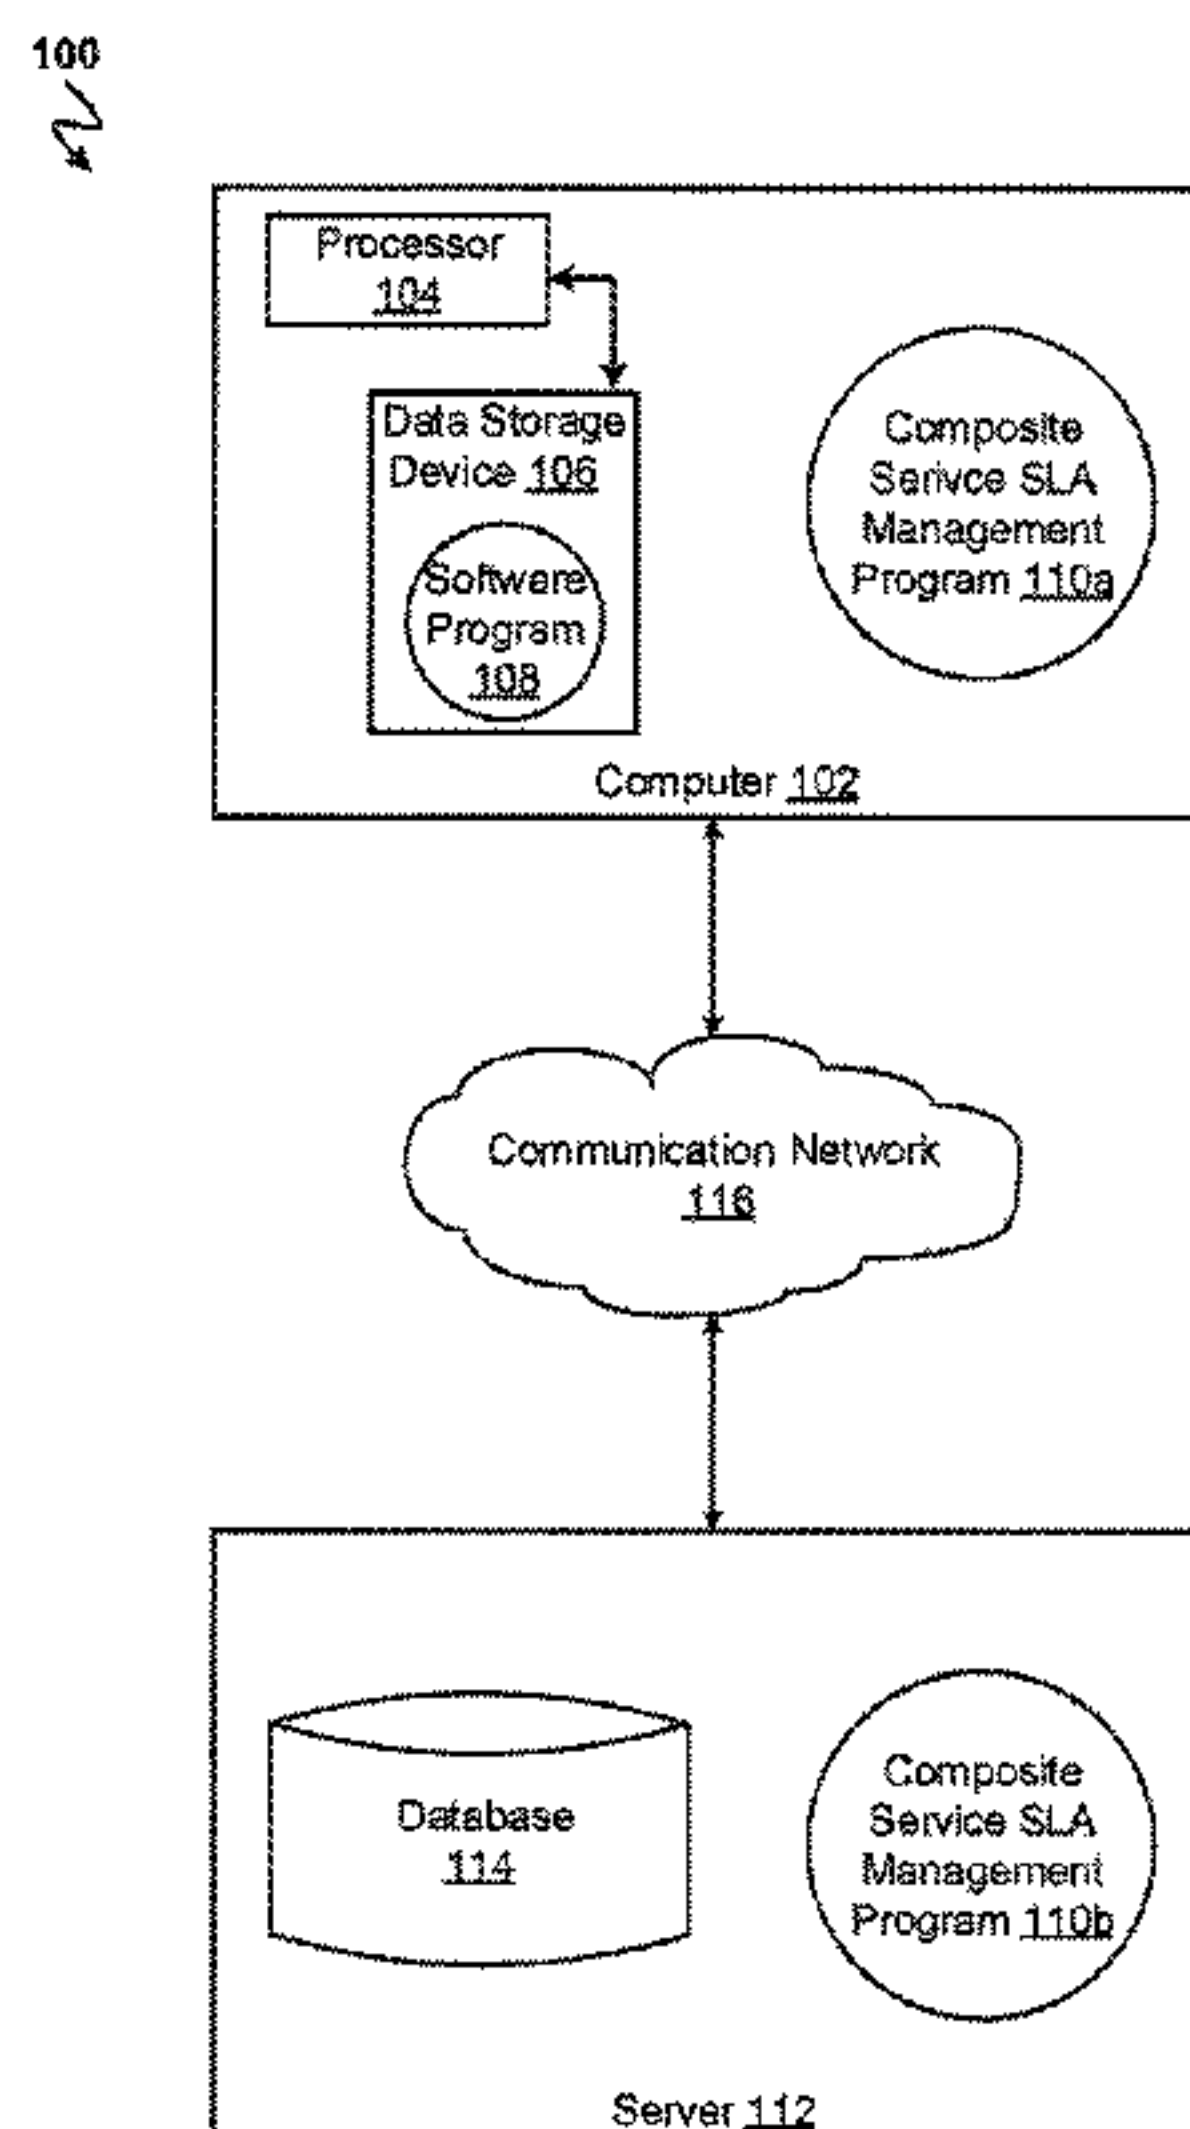 100
Processor
104
Data Storage
Device 106
Software
Program
108
Composite
Serivce SLA
Management
Program 110a
Computer 102
Communication Network
116
Database
114
Composite
Service SLA
Management
Program 110b
Server 112